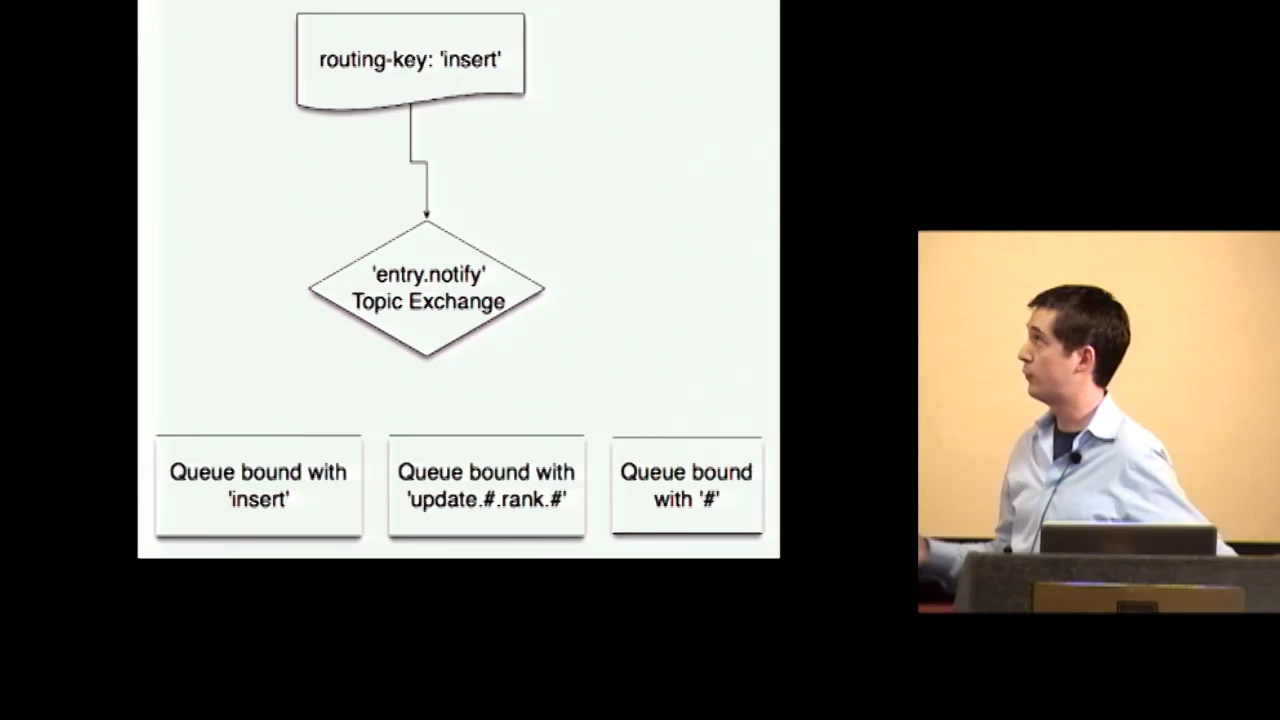 routing-key: 'insert'
'entry.notify'
Topic Exchange
Queue bound with
'insert'
Queue bound with
'update.#.rank.#'
Queue bound
with '#'